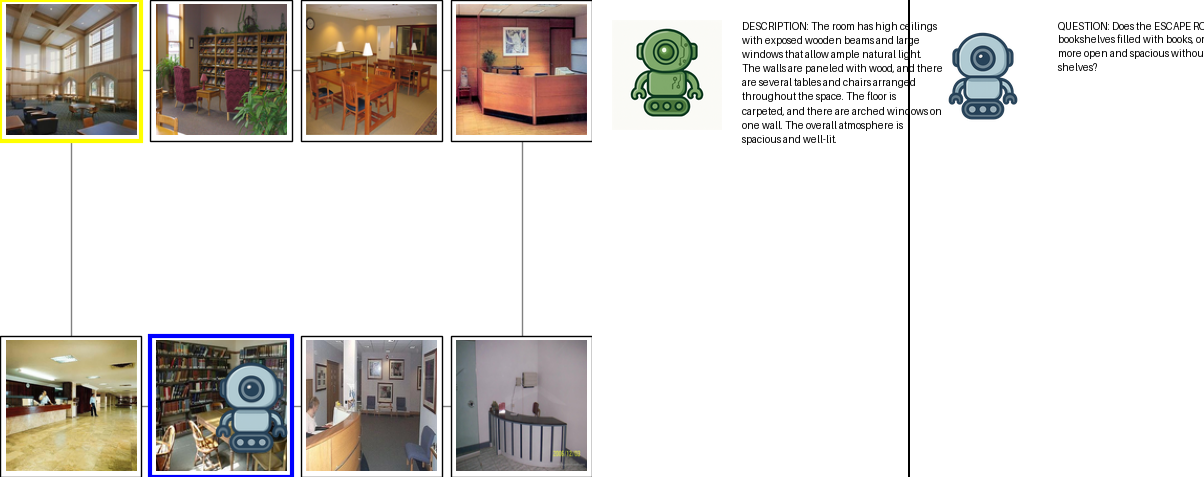 DESCRIPTION: The room has high ceilings
with exposed wooden beams and large
windows that allow ample natural light.
The walls are paneled with wood, and there
are several tables and chairs arranged
throughout the space. The floor is
carpeted, and there are arched windows on
one wall. The overall atmosphere is
spacious and well-lit.
QUESTION: Does the ESCAPE RO
bookshelves filled with books, or
more open and spacious withou
shelves?